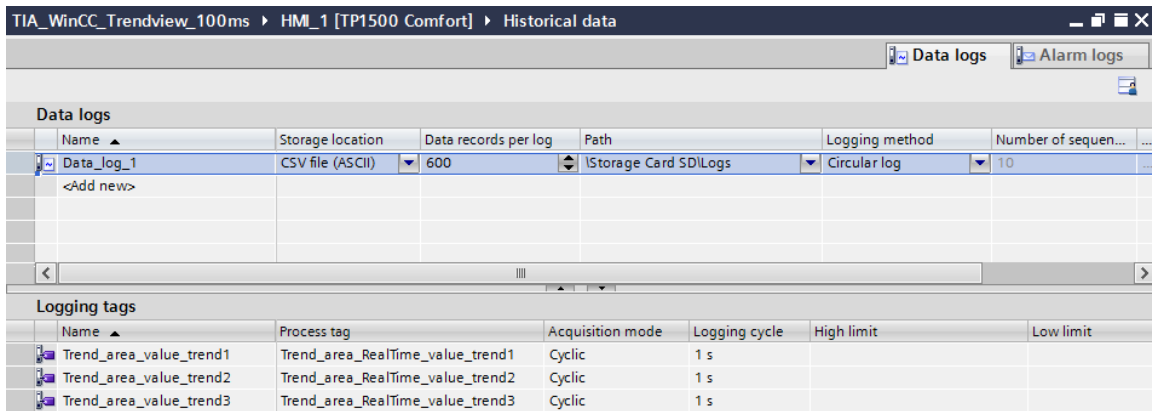 TIA_WinCC_Trendview_100ms ▸ HMI_1 [TP1500 Comfort] ▸ Historical data
Data logs Alarm logs
Data logs
Name Storage location Data records per log Path Logging method Number of sequen... ...
Data_log_1 CSV file (ASCII) 600 \Storage Card SD\Logs Circular log 10 ...
<Add new>
Logging tags
Name Process tag Acquisition mode Logging cycle High limit Low limit
Trend_area_value_trend1 Trend_area_RealTime_value_trend1 Cyclic 1 s
Trend_area_value_trend2 Trend_area_RealTime_value_trend2 Cyclic 1 s
Trend_area_value_trend3 Trend_area_RealTime_value_trend3 Cyclic 1 s